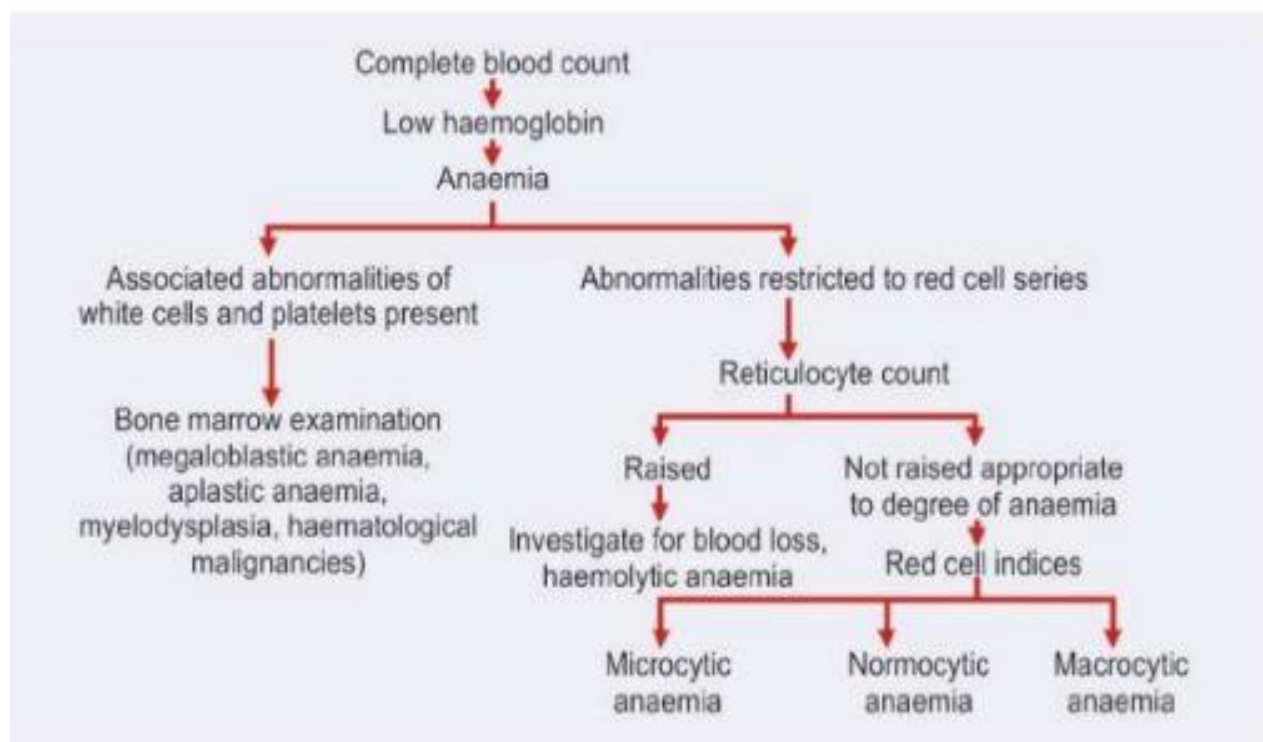 Complete blood count
Low haemoglobin
Anaemia
Associated abnormalities of
white cells and platelets present
Bone marrow examination
(megaloblastic anaemia,
aplastic anaemia,
myelodysplasia, haematological
malignancies)
Abnormalities restricted to red cell series
Reticulocyte count
Raised
Investigate for blood loss,
haemolytic anaemia
Not raised appropriate
to degree of anaemia
Red cell indices
Microcytic
anaemia
Normocytic
anaemia
Macrocytic
anaemia